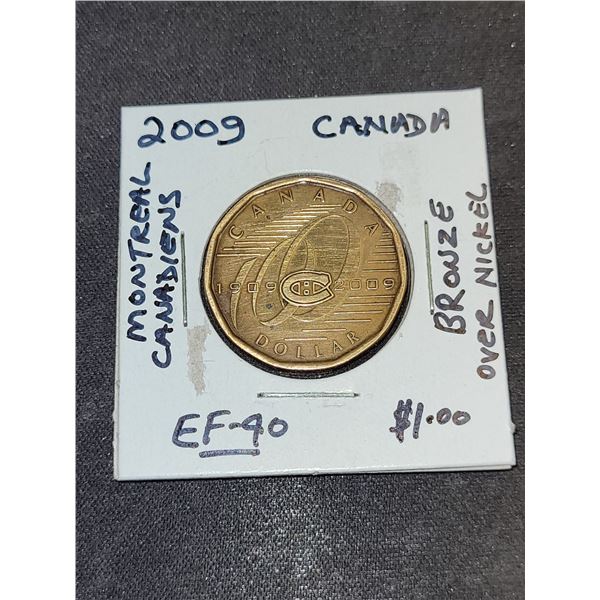 2009 CANADA
MONTREAL
CANADIENS
CANADA
1909 2009
DOLLAR
BRONZE
OVER NICKEL
EF-40
$1.00